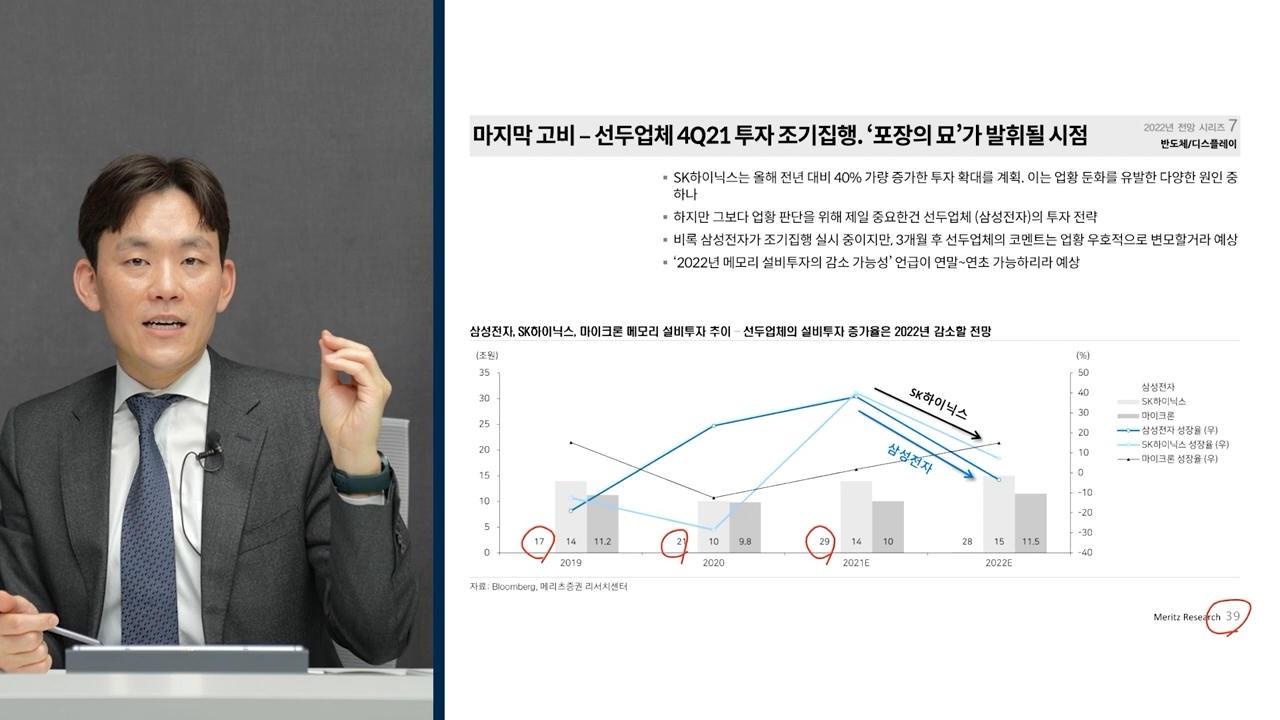 마지막 고비 – 선두업체 4Q21 투자 조기집행. ‘포장의 묘’가 발휘될 시점
2022년 전망 시리즈 7
반도체/디스플레이
▪ SK하이닉스는 올해 전년 대비 40% 가량 증가한 투자 확대를 계획. 이는 업황 둔화를 유발한 다양한 원인 중
하나
▪ 하지만 그보다 업황 판단을 위해 제일 중요한건 선두업체 (삼성전자)의 투자 전략
▪ 비록 삼성전자가 조기집행 실시 중이지만, 3개월 후 선두업체의 코멘트는 업황 우호적으로 변모할거라 예상
▪ ‘2022년 메모리 설비투자의 감소 가능성’ 언급이 연말~연초 가능하리라 예상
삼성전자, SK하이닉스, 마이크론 메모리 설비투자 추이 – 선두업체의 설비투자 증가율은 2022년 감소할 전망
(조원)
(%)
35
30
25
20
15
10
5
0
50
40
30
20
10
0
-10
-20
-30
-40
SK하이닉스
삼성전자
17 14 11.2
21 10 9.8
29 14 10
28 15 11.5
2019 2020 2021E 2022E
삼성전자
SK하이닉스
마이크론
삼성전자 성장율 (우)
SK하이닉스 성장율 (우)
마이크론 성장율 (우)
자료: Bloomberg, 메리츠증권 리서치센터
Meritz Research 39